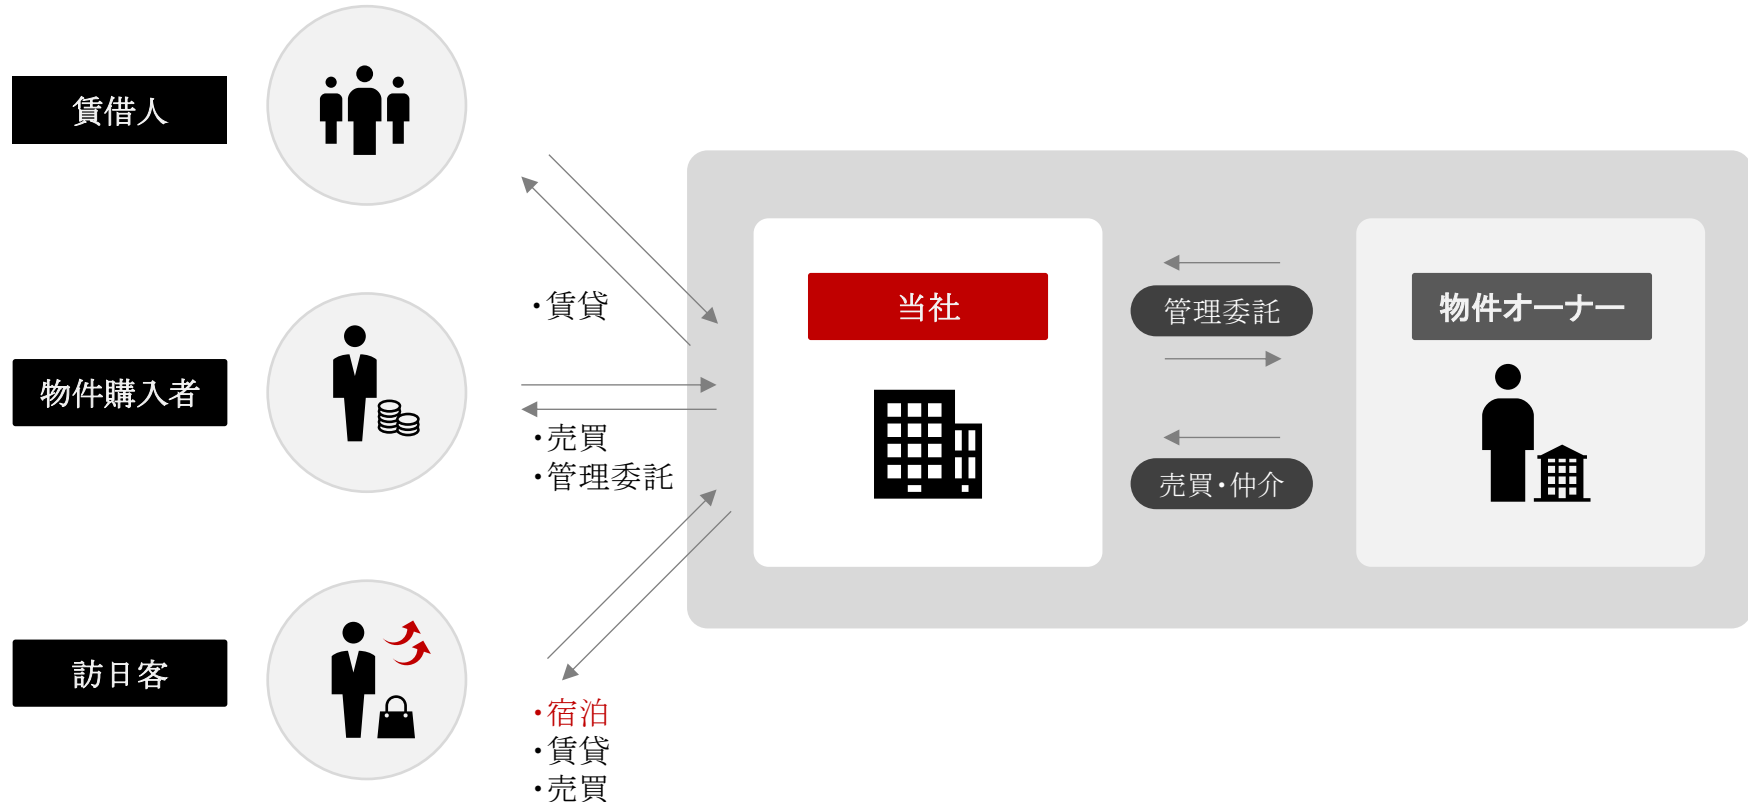 賃借人
・賃貸
物件購入者
・売買
・管理委託
訪日客
・宿泊
・賃貸
・売買
当社
管理委託
売買・仲介
物件オーナー